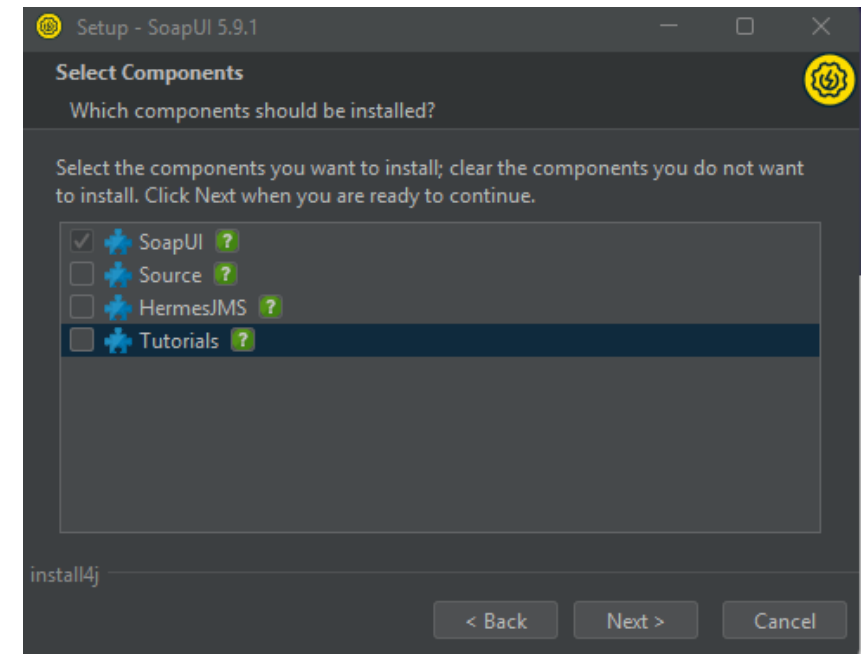 Setup - SoapUI 5.9.1
Select Components
Which components should be installed?
Select the components you want to install; clear the components you do not want
to install. Click Next when you are ready to continue.
SoapUI ?
Source ?
HermesJMS ?
Tutorials ?
install4j
< Back Next > Cancel